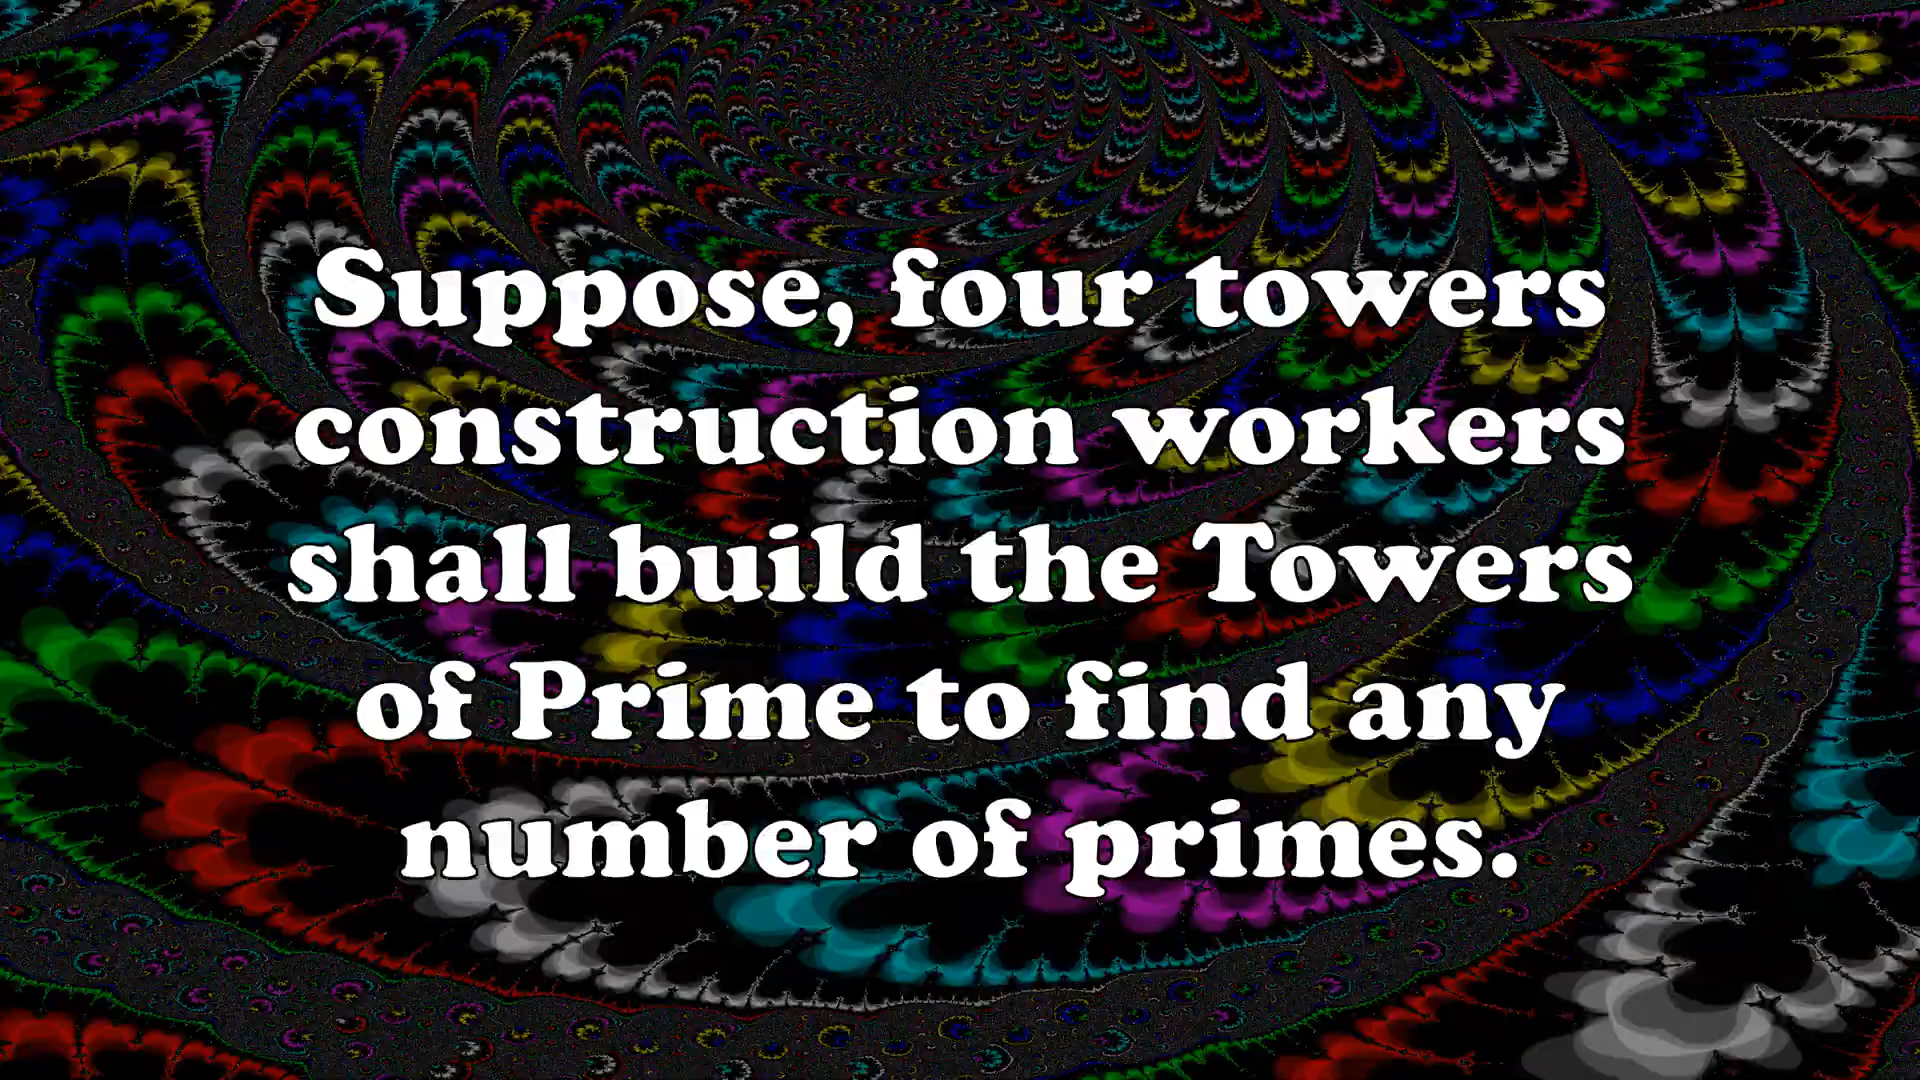 Suppose, four towers
construction workers
shall build the Towers
of Prime to find any
number of primes.